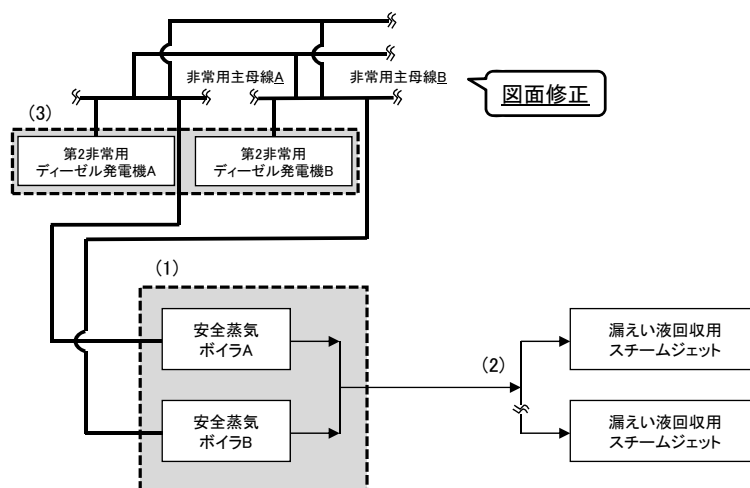 非常用主母線A
非常用主母線B
図面修正
(3)
第2非常用
ディーゼル発電機A
第2非常用
ディーゼル発電機B
(1)
安全蒸気
ボイラA
安全蒸気
ボイラB
(2)
漏えい液回収用
スチームジェット
漏えい液回収用
スチームジェット